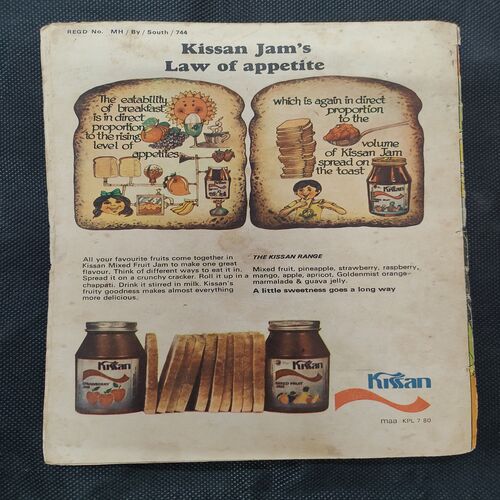 REGD No. MH / By / South / 744
Kissan Jam's
Law of appetite
The eatability
of breakfast
is in direct
proportion
to the rising
level of
appetites
which is again in direct
proportion
to the
volume
of Kissan Jam
spread on
the toast
Kissan
All your favourite fruits come together in
Kissan Mixed Fruit Jam to make one great
flavour. Think of different ways to eat it in.
Spread it on a crunchy cracker. Roll it up in a
chappati. Drink it stirred in milk. Kissan's
fruity goodness makes almost everything
more delicious.
THE KISSAN RANGE
Mixed fruit, pineapple, strawberry, raspberry,
mango, apple, apricot. Goldenmist orange-
marmalade & guava jelly.
A little sweetness goes a long way
Kissan
STRAWBERRY
JAM
Kissan
MIXED FRUIT
JAM
Kissan
maa KPL 7 80